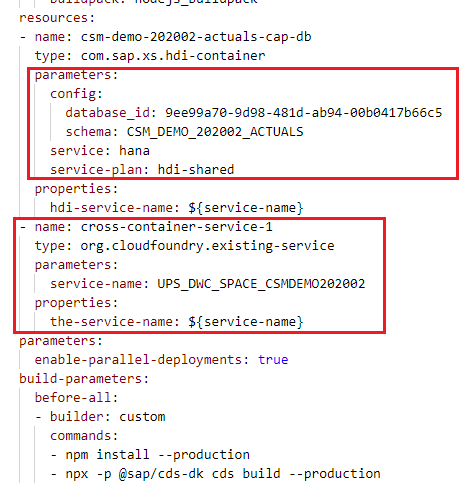 buildpack: nodejs_buildpack
resources:
- name: csm-demo-202002-actuals-cap-db
type: com.sap.xs.hdi-container
parameters:
config:
database_id: 9ee99a70-9d98-481d-ab94-00b0417b66c5
schema: CSM_DEMO_202002_ACTUALS
service: hana
service-plan: hdi-shared
properties:
hdi-service-name: ${service-name}
- name: cross-container-service-1
type: org.cloudfoundry.existing-service
parameters:
service-name: UPS_DWC_SPACE_CSMDEMO202002
properties:
the-service-name: ${service-name}
parameters:
enable-parallel-deployments: true
build-parameters:
before-all:
- builder: custom
commands:
- npm install --production
- npx -p @sap/cds-dk cds build --production